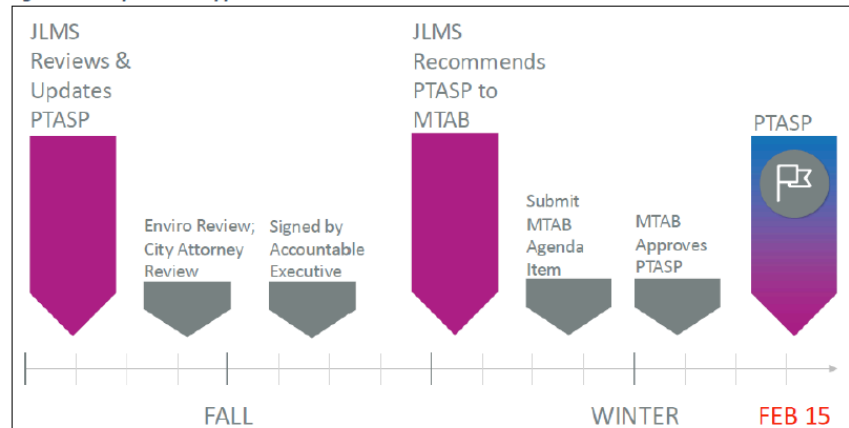 JLMS
Reviews &
Updates
PTASP
JLMS
Recommends
PTASP to
MTAB
PTASP
Enviro Review;
City Attorney
Review
Signed by
Accountable
Executive
Submit
MTAB
Agenda
Item
MTAB
Approves
PTASP
FALL
WINTER
FEB 15